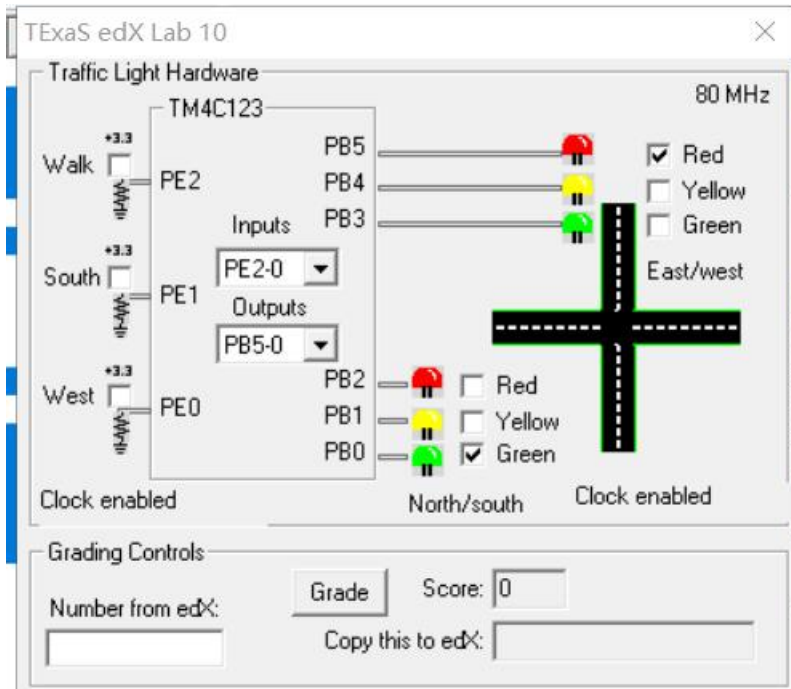 TExaS edX Lab 10
Traffic Light Hardware
80 MHz
TM4C123
+3.3
Walk
PE2
PB5
Red
PB4
Yellow
PB3
Green
Inputs
PE2-0
East/west
+3.3
South
PE1
Outputs
PB5-0
+3.3
West
PE0
PB2
Red
PB1
Yellow
PB0
Green
Clock enabled
North/south
Clock enabled
Grading Controls
Number from edX:
Grade
Score: 0
Copy this to edX: